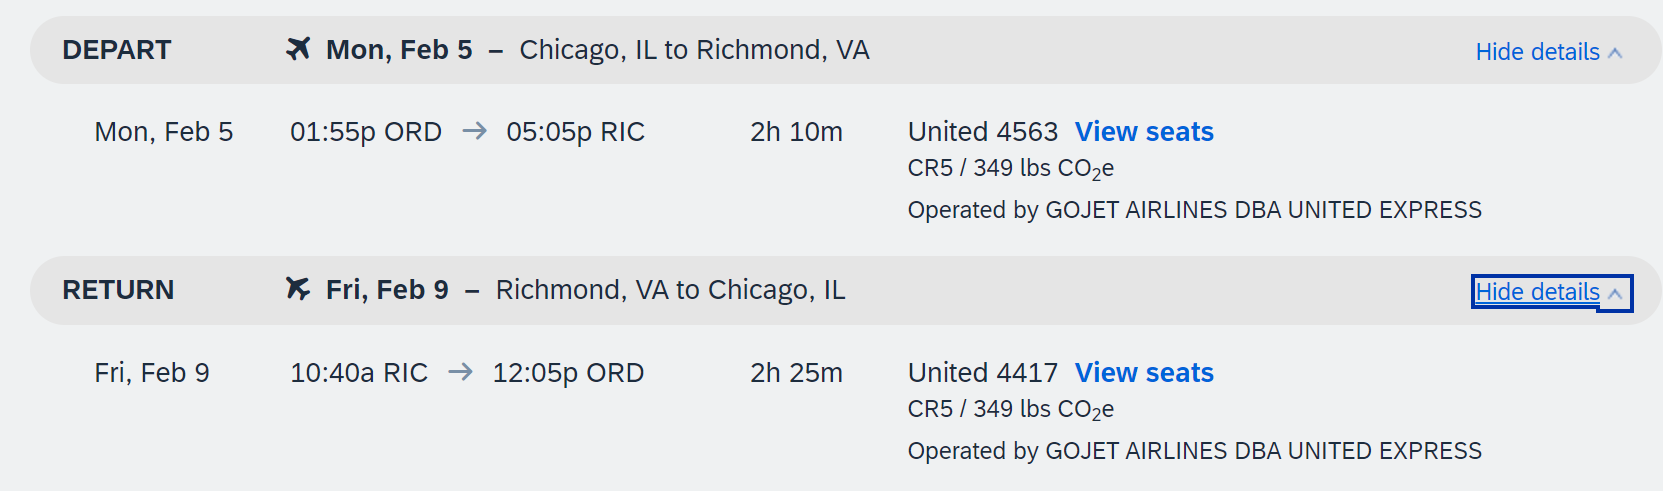 DEPART Mon, Feb 5 – Chicago, IL to Richmond, VA Hide details
Mon, Feb 5 01:55p ORD → 05:05p RIC 2h 10m United 4563 View seats
CR5 / 349 lbs CO₂e
Operated by GOJET AIRLINES DBA UNITED EXPRESS
RETURN Fri, Feb 9 – Richmond, VA to Chicago, IL Hide details
Fri, Feb 9 10:40a RIC → 12:05p ORD 2h 25m United 4417 View seats
CR5 / 349 lbs CO₂e
Operated by GOJET AIRLINES DBA UNITED EXPRESS